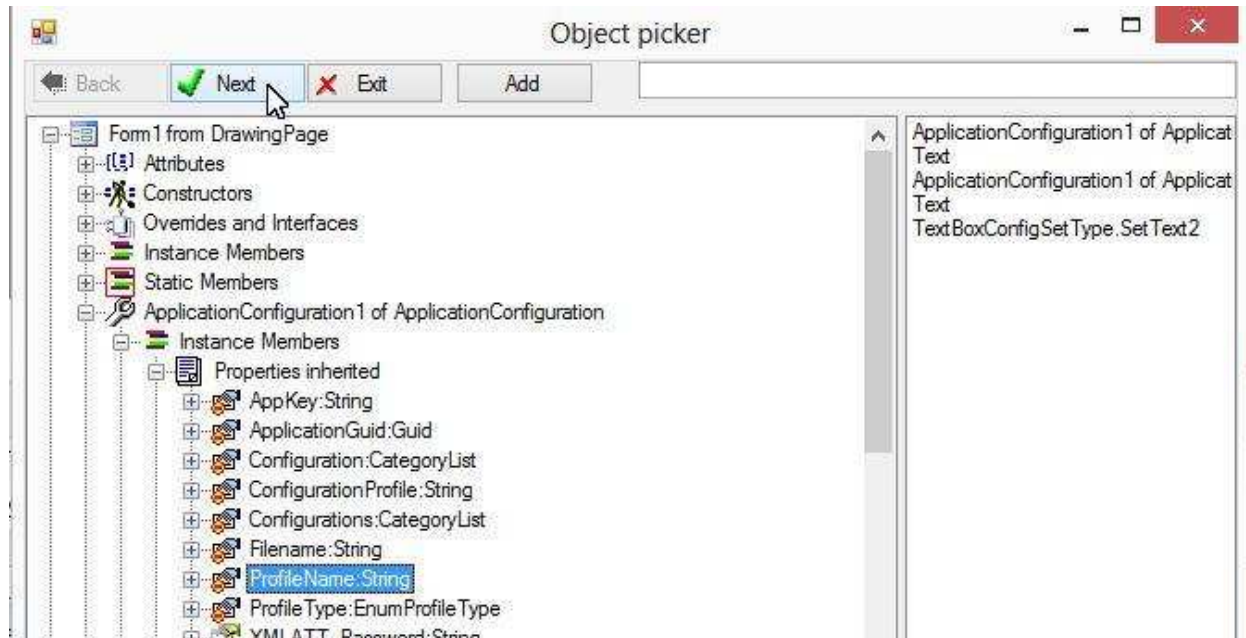 Object picker
Back Next Exit Add
Form1 from DrawingPage
Attributes
Constructors
Overrides and Interfaces
Instance Members
Static Members
ApplicationConfiguration1 of ApplicationConfiguration
Instance Members
Properties inherited
AppKey:String
ApplicationGuid:Guid
Configuration:CategoryList
ConfigurationProfile:String
Configurations:CategoryList
Filename:String
ProfileName:String
ProfileType:EnumProfileType
XMLATT_Password:String
ApplicationConfiguration1 of Applicat
Text
ApplicationConfiguration1 of Applicat
Text
TextBoxConfigSetType.SetText2